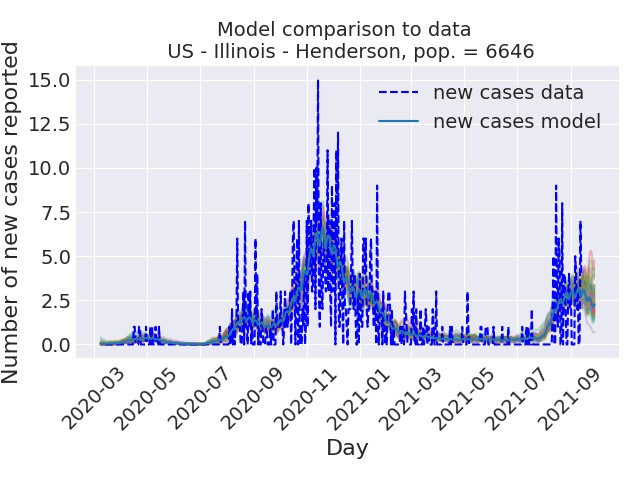 Model comparison to data
US - Illinois - Henderson, pop. = 6646
Number of new cases reported
15.0
12.5
10.0
7.5
5.0
2.5
0.0
new cases data
new cases model
2020-03
2020-05
2020-07
2020-09
2020-11
2021-01
2021-03
2021-05
2021-07
2021-09
Day